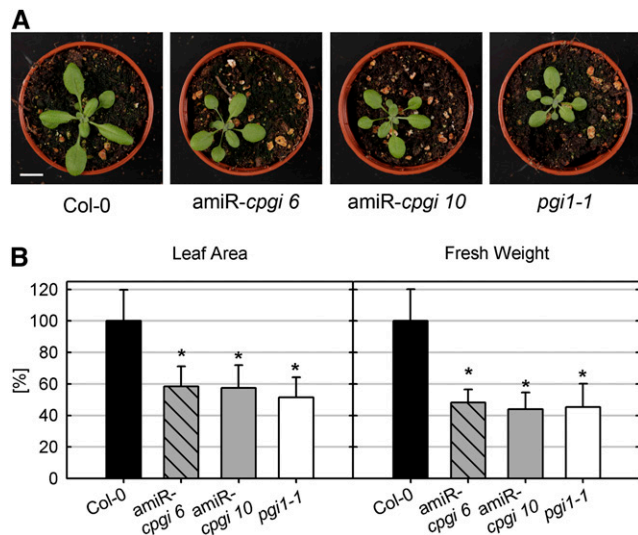 A
Col-0 amiR-cpgi 6 amiR-cpgi 10 pgi1-1
B
Leaf Area Fresh Weight
[%]
120
100
80
60
40
20
0
* * * * * *
Col-0 amiR-cpgi 6 amiR-cpgi 10 pgi1-1 Col-0 amiR-cpgi 6 amiR-cpgi 10 pgi1-1